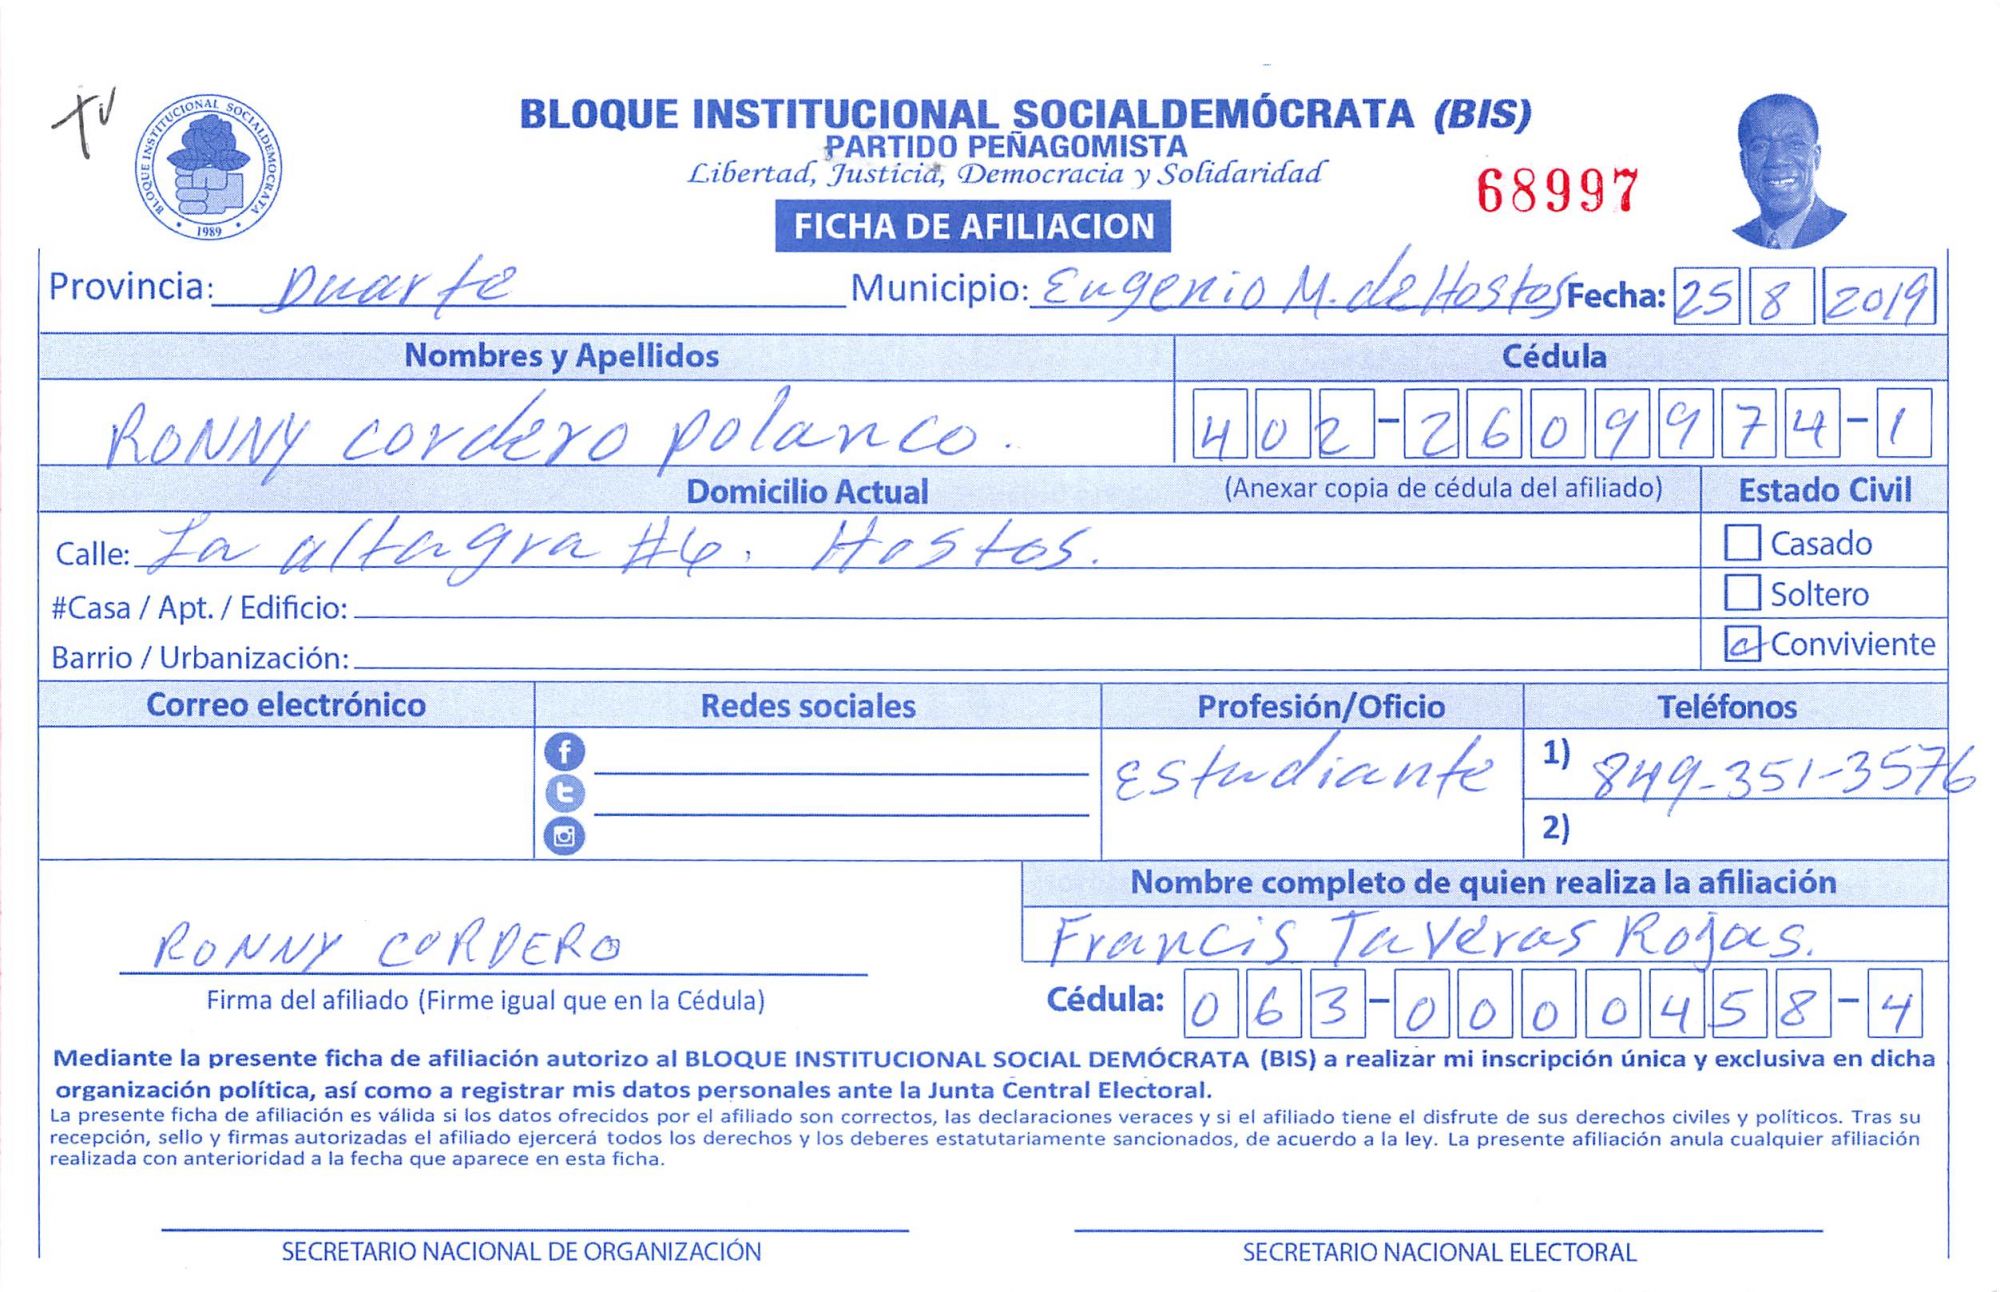 BLOQUE INSTITUCIONAL SOCIALDEMOCRATA
1989
BLOQUE INSTITUCIONAL SOCIALDEMÓCRATA (BIS)
PARTIDO PEÑAGOMISTA
Libertad, Justicia, Democracia y Solidaridad
68997
FICHA DE AFILIACION
Provincia: Duarte Municipio: Eugenio M. de Hostos Fecha: 25 8 2019
Nombres y Apellidos Cédula
RONNY cordero polanco. 402-2609974-1
Domicilio Actual (Anexar copia de cédula del afiliado) Estado Civil
Calle: La altagra #6. Hostos. Casado
#Casa / Apt. / Edificio: Soltero
Barrio / Urbanización: Conviviente
Correo electrónico Redes sociales Profesión/Oficio Teléfonos
Estudiante 1) 849-351-3576
2)
Nombre completo de quien realiza la afiliación
RONNY CORDERO Francis Taveras Rojas.
Firma del afiliado (Firme igual que en la Cédula) Cédula: 063-0000458-4
Mediante la presente ficha de afiliación autorizo al BLOQUE INSTITUCIONAL SOCIAL DEMÓCRATA (BIS) a realizar mi inscripción única y exclusiva en dicha
organización política, así como a registrar mis datos personales ante la Junta Central Electoral.
La presente ficha de afiliación es válida si los datos ofrecidos por el afiliado son correctos, las declaraciones veraces y si el afiliado tiene el disfrute de sus derechos civiles y políticos. Tras su
recepción, sello y firmas autorizadas el afiliado ejercerá todos los derechos y los deberes estatutariamente sancionados, de acuerdo a la ley. La presente afiliación anula cualquier afiliación
realizada con anterioridad a la fecha que aparece en esta ficha.
SECRETARIO NACIONAL DE ORGANIZACIÓN SECRETARIO NACIONAL ELECTORAL